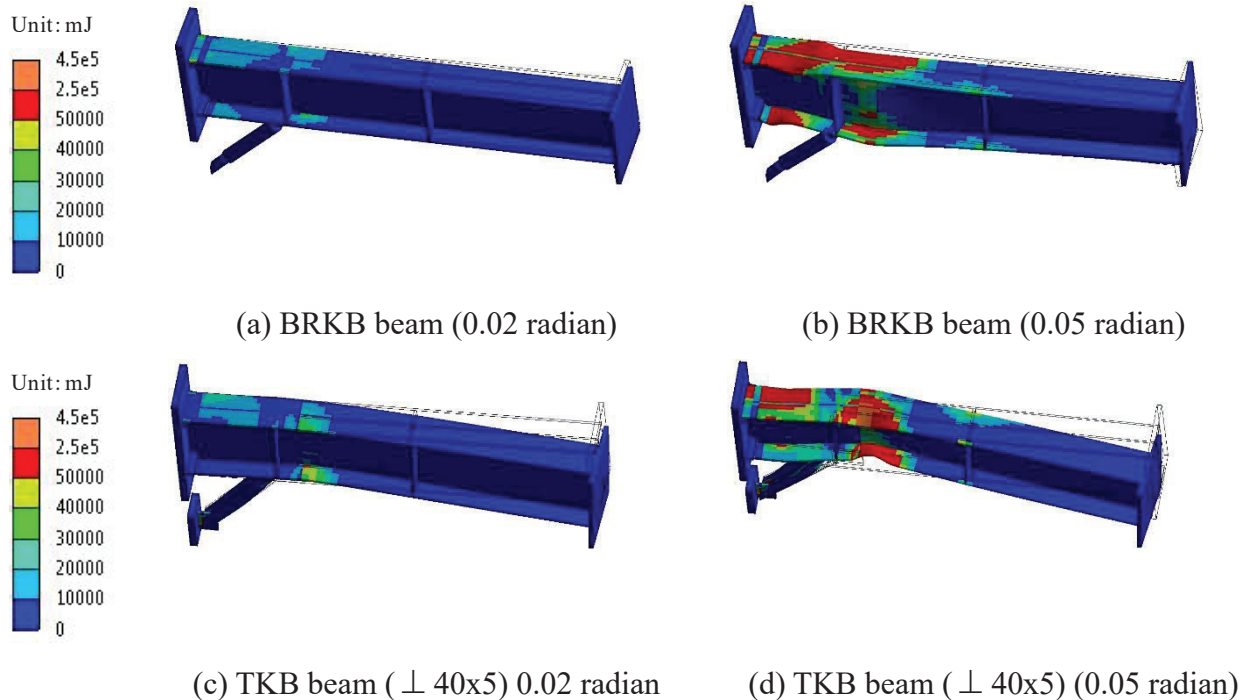 Unit: mJ
4.5e5
2.5e5
50000
40000
30000
20000
10000
0
(a) BRKB beam (0.02 radian)
(b) BRKB beam (0.05 radian)
Unit: mJ
4.5e5
2.5e5
50000
40000
30000
20000
10000
0
(c) TKB beam (⊥ 40x5) 0.02 radian
(d) TKB beam (⊥ 40x5) (0.05 radian)